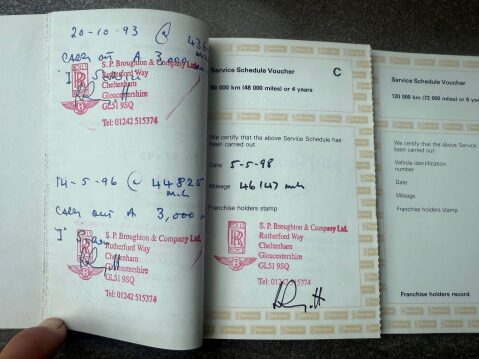 20-10-93 @
Carry out A 3,000
S. P. Broughton & Company Ltd.
Rutherford Way
Cheltenham
Gloucestershire
GL51 9SQ
Tel: 01242 515374
14-5-96 @ 44825
Carry out A 3,000 m
S. P. Broughton & Company Ltd.
Rutherford Way
Cheltenham
Gloucestershire
GL51 9SQ
Tel: 01242 515374
Service Schedule Voucher C
80 000 km (48 000 miles) or 4 years
We certify that the above Service Schedule has
been carried out
Date 5-5-98
Mileage 46147 mls
Franchise holders stamp
S. P. Broughton & Company Ltd.
Rutherford Way
Cheltenham
Gloucestershire
GL51 9SQ
Tel: 01242 515374
Service Schedule Voucher
120 000 km (72 000 miles) or 6 yea
We certify that the above Service
been carried out
Vehicle identification
number
Date
Mileage
Franchise holders stamp
Franchise holders record